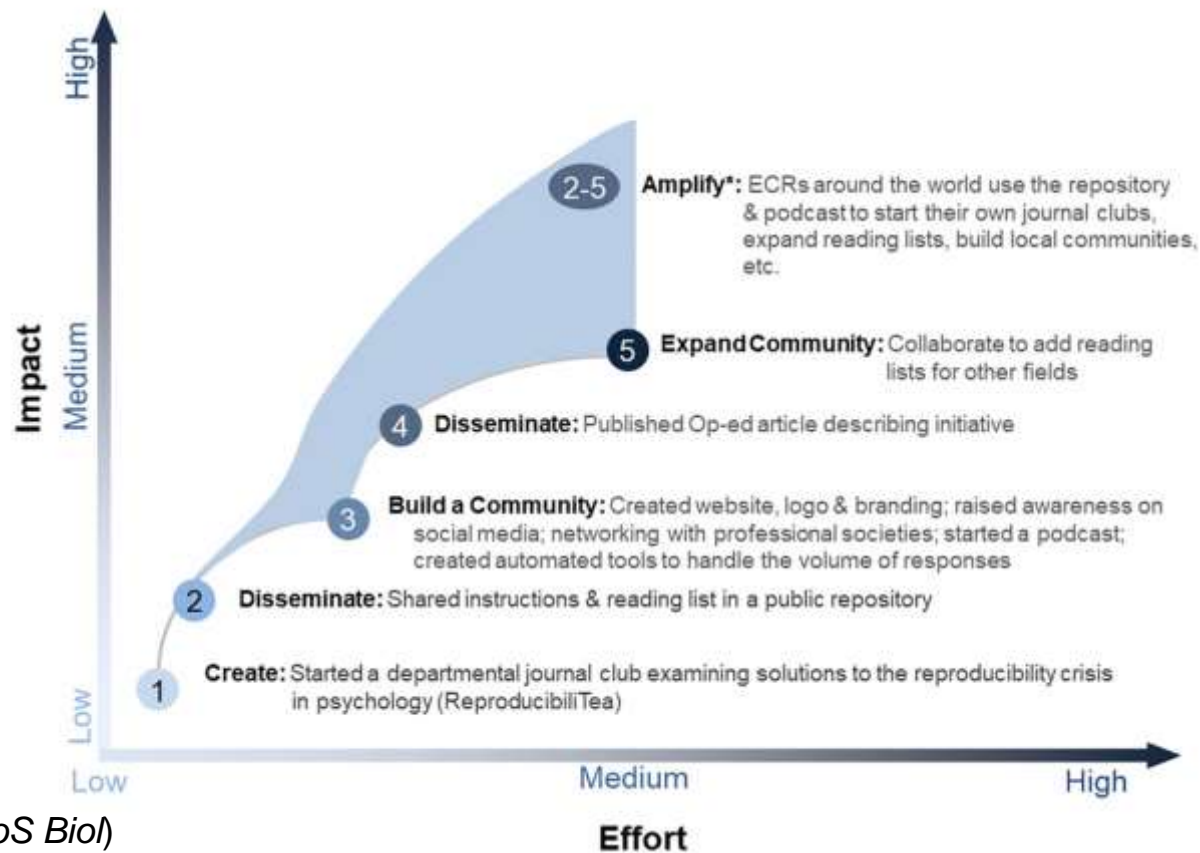 High
Medium
Low
Impact
2-5
Amplify*: ECRs around the world use the repository
& podcast to start their own journal clubs,
expand reading lists, build local communities,
etc.
5
Expand Community: Collaborate to add reading
lists for other fields
4
Disseminate: Published Op-ed article describing initiative
3
Build a Community: Created website, logo & branding; raised awareness on
social media; networking with professional societies; started a podcast;
created automated tools to handle the volume of responses
2
Disseminate: Shared instructions & reading list in a public repository
1
Create: Started a departmental journal club examining solutions to the reproducibility crisis
in psychology (ReproducibiliTea)
Low
Medium
High
Effort
Biol)